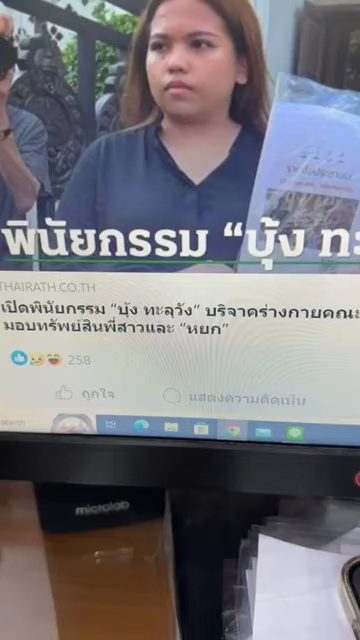 พินัยกรรม “บุ้ง ทะ
THAIRATH.CO.TH
เปิดพินัยกรรม “บุ้ง ทะลุวัง” บริจาคร่างกายคณะ
มอบทรัพย์สินพี่สาวและ “หยก”
258
ถูกใจ
แสดงความคิดเห็น
search
microlab